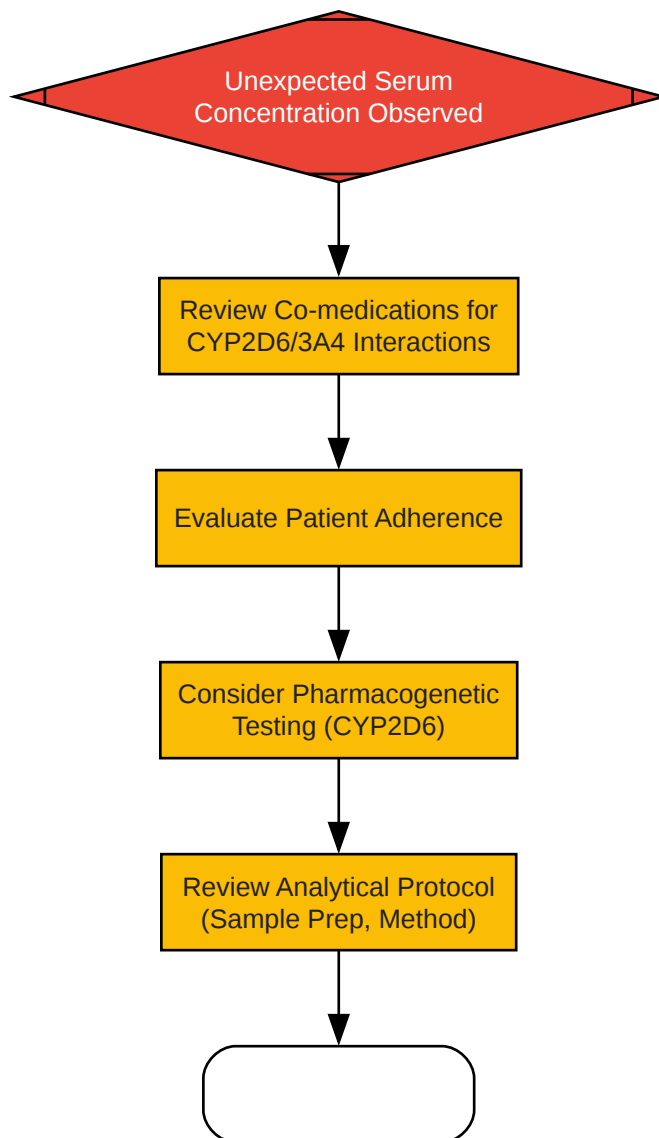 Unexpected Serum
Concentration Observed
Review Co-medications for
CYP2D6/3A4 Interactions
Evaluate Patient Adherence
Consider Pharmacogenetic
Testing (CYP2D6)
Review Analytical Protocol
(Sample Prep, Method)